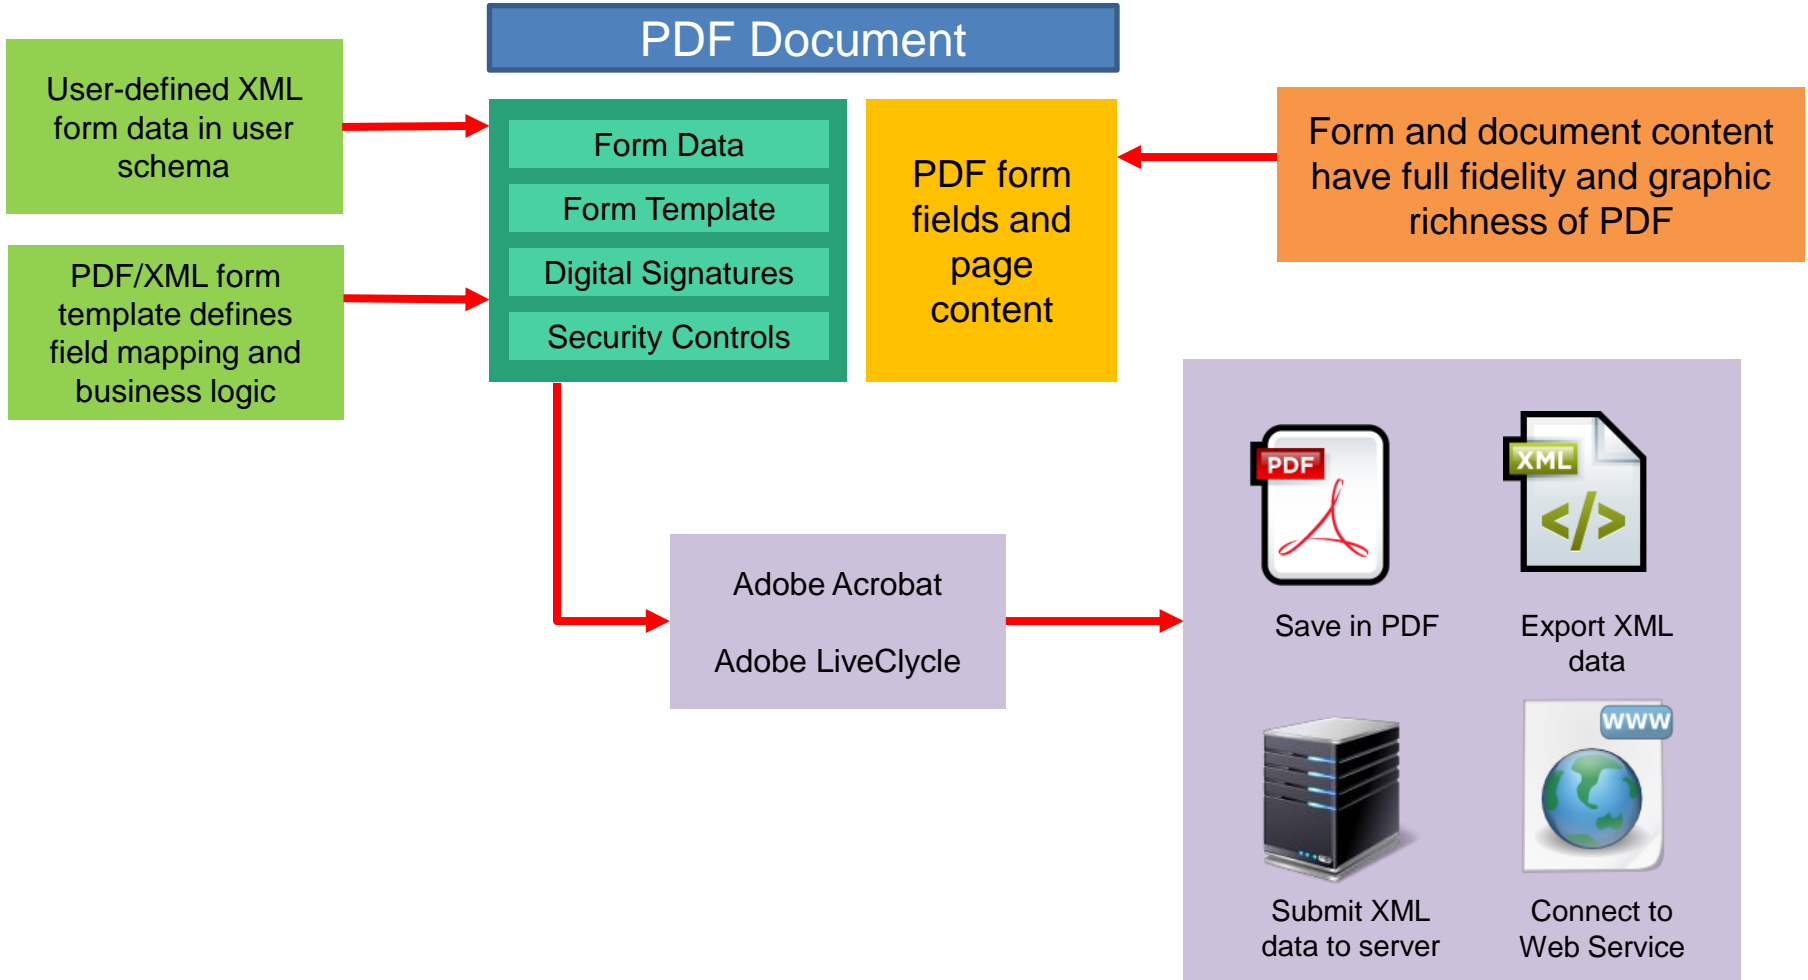 PDF Document
User-defined XML
form data in user
schema
PDF/XML form
template defines
field mapping and
business logic
Form Data
Form Template
Digital Signatures
Security Controls
PDF form
fields and
page
content
Form and document content
have full fidelity and graphic
richness of PDF
Adobe Acrobat
Adobe LiveClycle
PDF
Save in PDF
XML
</>
Export XML
data
Submit XML
data to server
www
Connect to
Web Service